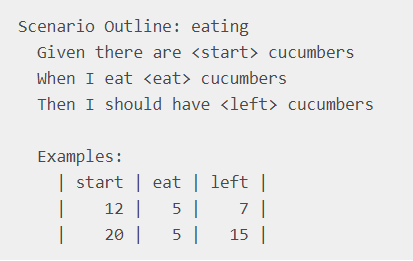 Scenario Outline: eating
  Given there are <start> cucumbers
  When I eat <eat> cucumbers
  Then I should have <left> cucumbers

  Examples:
    | start | eat | left |
    |    12 |   5 |    7 |
    |    20 |   5 |   15 |